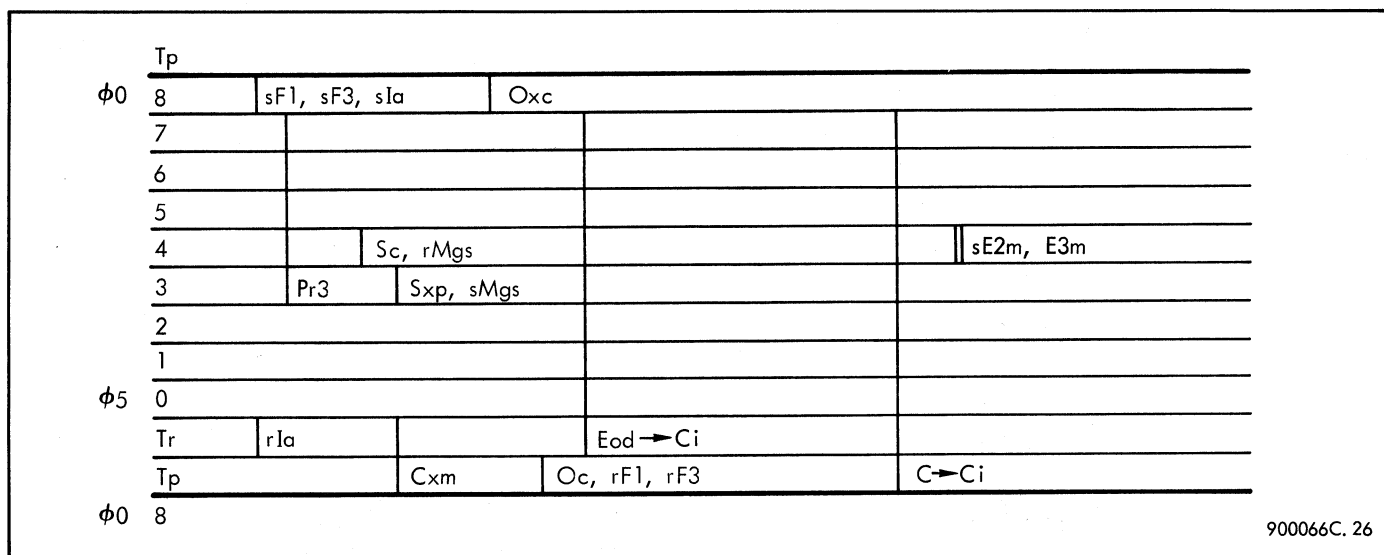 Tp
ϕ0 8 sF1, sF3, sIa Oxc
7
6
5
4 Sc, rMgs sE2m, E3m
3 Pr3 Sxp, sMgs
2
1
ϕ5 0
Tr rIa Eod→Ci
Tp Cxm Oc, rF1, rF3 C→Ci
ϕ0 8
900066C.26